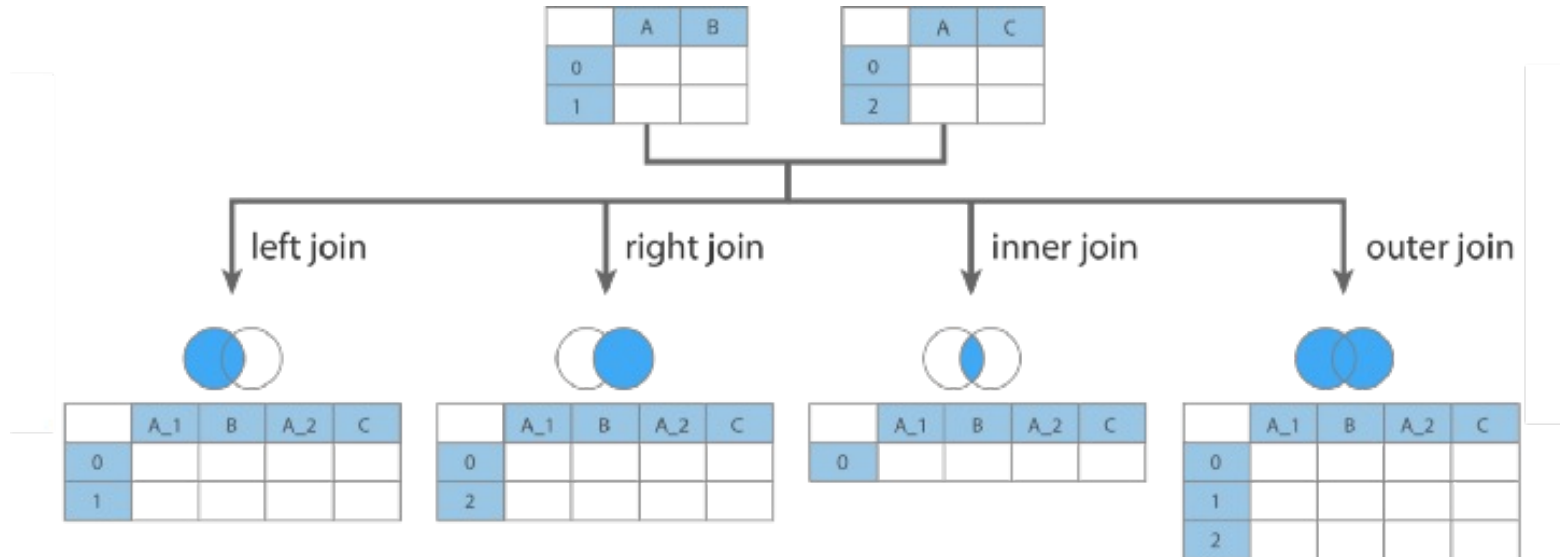 A B
0
1
A C
0
2
left join
right join
inner join
outer join
A_1 B A_2 C
0
1
A_1 B A_2 C
0
2
A_1 B A_2 C
0
A_1 B A_2 C
0
1
2